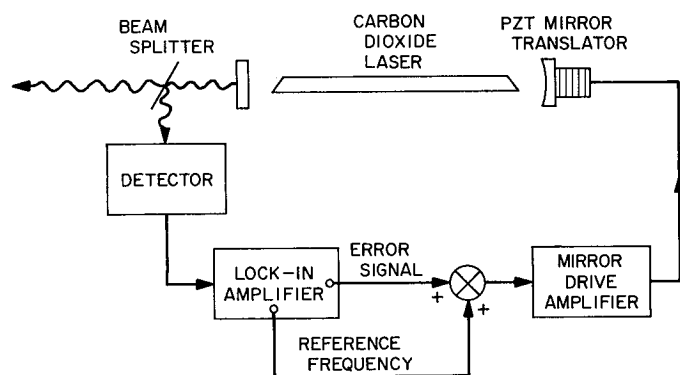 BEAM
SPLITTER
CARBON
DIOXIDE
LASER
PZT MIRROR
TRANSLATOR
DETECTOR
LOCK-IN
AMPLIFIER
ERROR
SIGNAL
+
+
MIRROR
DRIVE
AMPLIFIER
REFERENCE
FREQUENCY